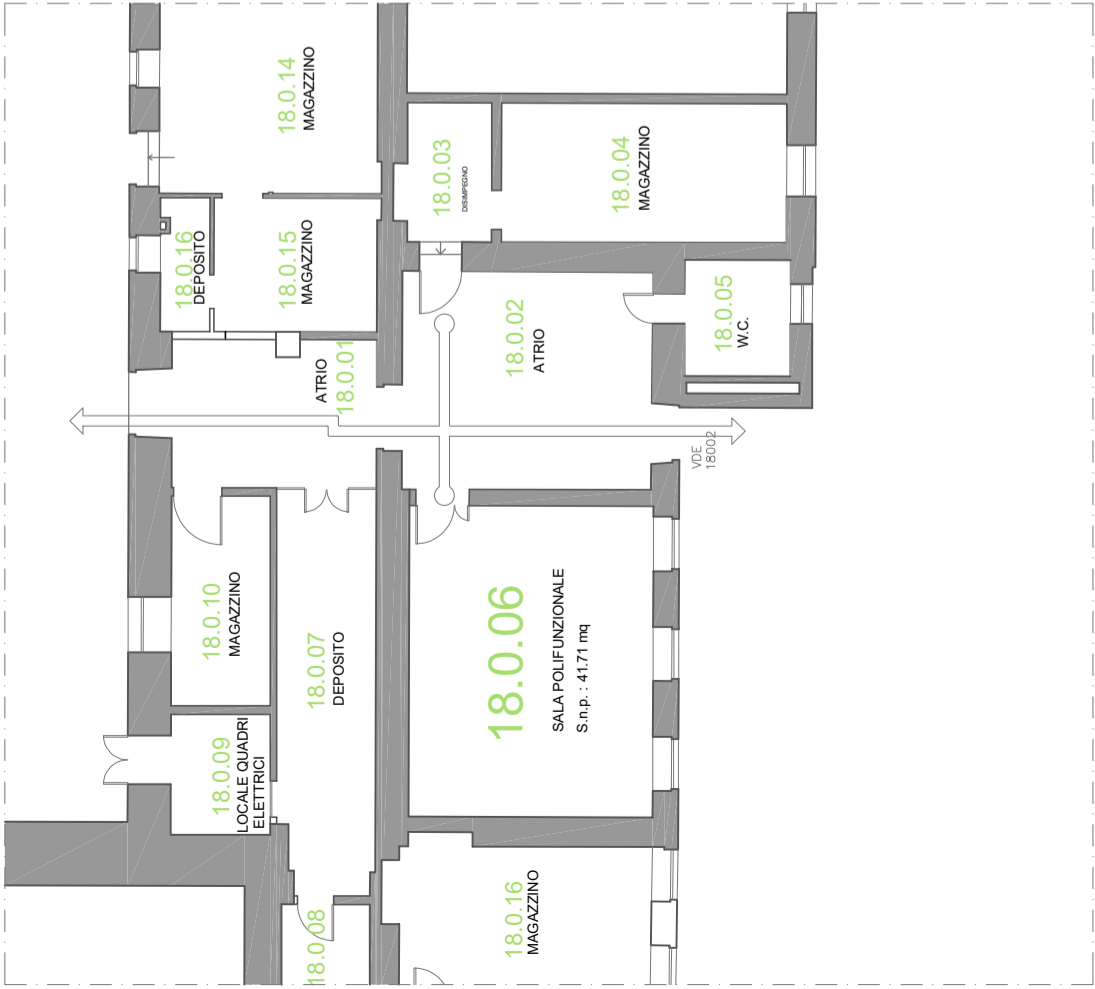 18.0.14
MAGAZZINO
18.0.03
DISIMPEGNO
18.0.04
MAGAZZINO
18.0.16
DEPOSITO
18.0.15
MAGAZZINO
18.0.05
W.C.
18.0.02
ATRIO
ATRIO
18.0.01
VDE
18002
18.0.10
MAGAZZINO
18.0.07
DEPOSITO
18.0.06
SALA POLIFUNZIONALE
S.n.p. : 41.71 mq
18.0.09
LOCALE QUADRI
ELETTRICI
18.0.08
18.0.16
MAGAZZINO